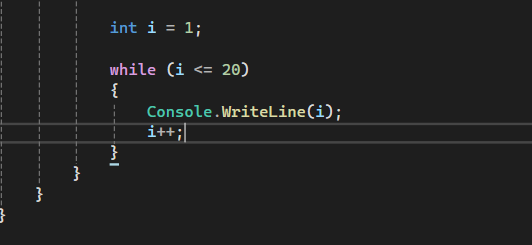 int i = 1;
while (i <= 20)
{
Console.WriteLine(i);
i++;
}
}
}
}